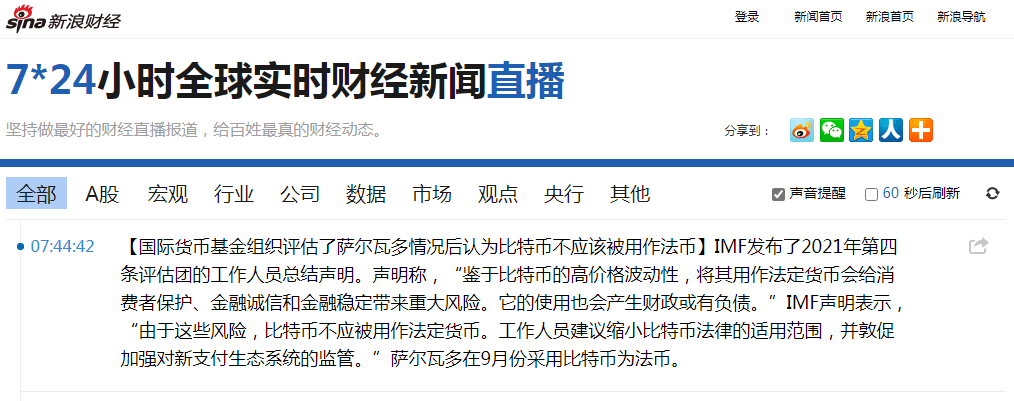 sina 新浪财经
登录 新闻首页 新浪首页 新浪导航
7*24小时全球实时财经新闻直播
坚持做最好的财经直播报道，给百姓最真的财经动态。
分享到：
全部 A股 宏观 行业 公司 数据 市场 观点 央行 其他
声音提醒 60 秒后刷新
07:44:42
【国际货币基金组织评估了萨尔瓦多情况后认为比特币不应该被用作法币】IMF发布了2021年第四
条评估团的工作人员总结声明。声明称，“鉴于比特币的高价格波动性，将其用作法定货币会给消
费者保护、金融诚信和金融稳定带来重大风险。它的使用也会产生财政或有负债。”IMF声明表示，
“由于这些风险，比特币不应被用作法定货币。工作人员建议缩小比特币法律的适用范围，并敦促
加强对新支付生态系统的监管。”萨尔瓦多在9月份采用比特币为法币。